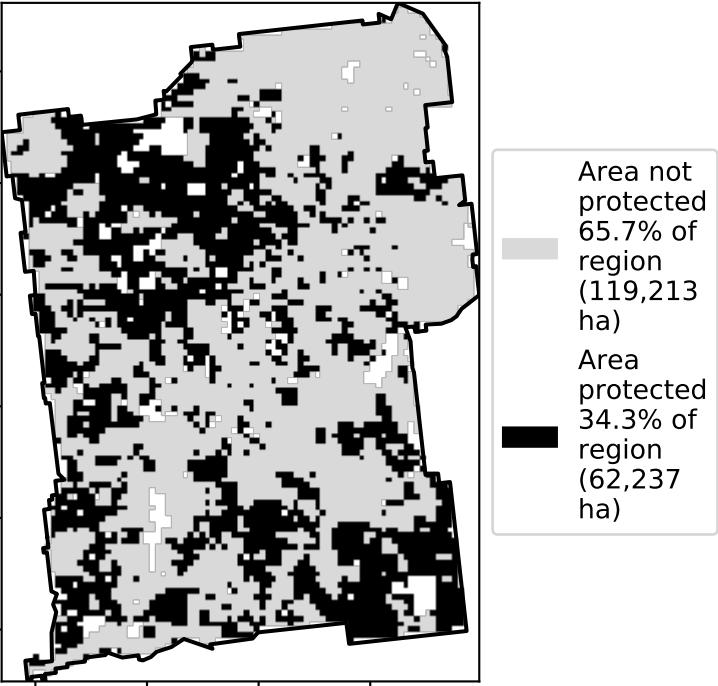 Area not
protected
65.7% of
region
(119,213
ha)
Area
protected
34.3% of
region
(62,237
ha)